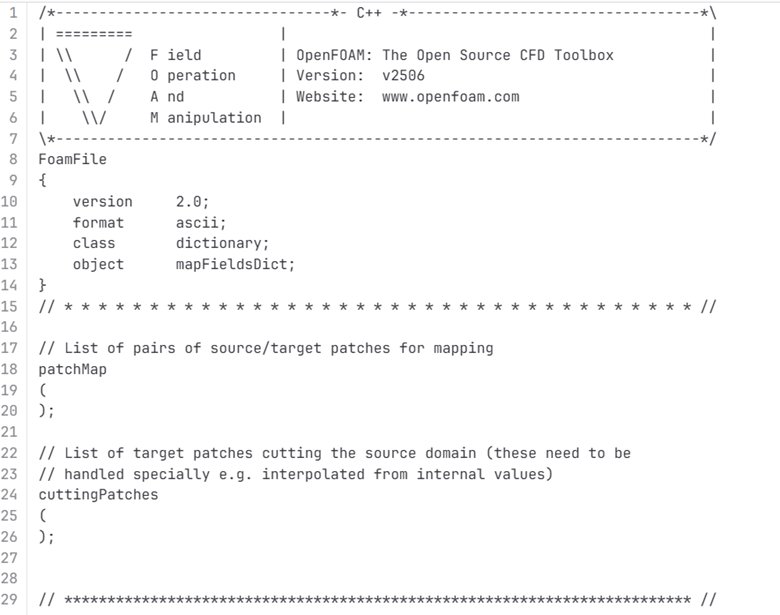 1 /*--------------------------------*- C++ -*----------------------------------*\
2 | =========                 |                                                 |
3 | \\      /  F ield         | OpenFOAM: The Open Source CFD Toolbox           |
4 |  \\    /   O peration     | Version:  v2506                                 |
5 |   \\  /    A nd           | Website:  www.openfoam.com                      |
6 |    \\/     M anipulation  |                                                 |
7 \*---------------------------------------------------------------------------*/
8 FoamFile
9 {
10     version     2.0;
11     format      ascii;
12     class       dictionary;
13     object      mapFieldsDict;
14 }
15 // * * * * * * * * * * * * * * * * * * * * * * * * * * * * * * * * * * * * * //
16
17 // List of pairs of source/target patches for mapping
18 patchMap
19 (
20 );
21
22 // List of target patches cutting the source domain (these need to be
23 // handled specially e.g. interpolated from internal values)
24 cuttingPatches
25 (
26 );
27
28
29 // ************************************************************************* //